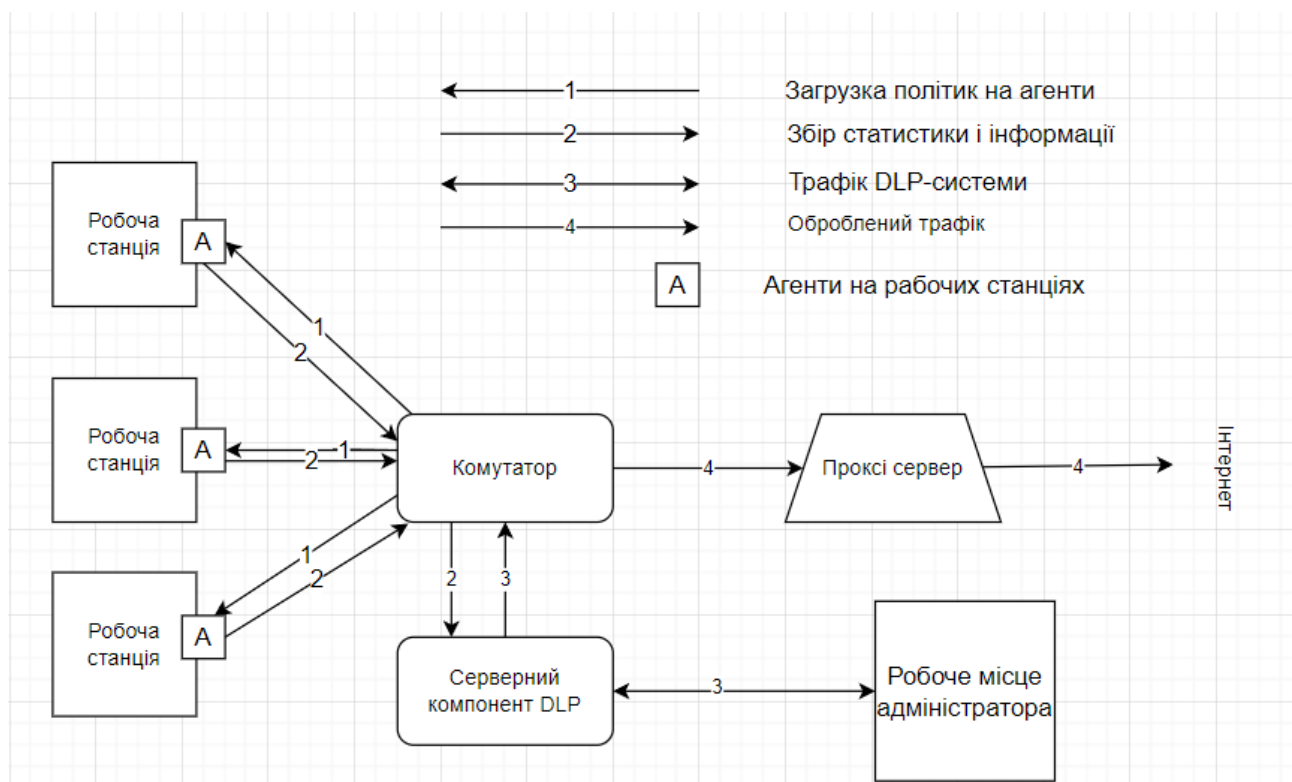 1
Загрузка політик на агенти
2
Збір статистики і інформації
3
Трафік DLP-системи
4
Оброблений трафік
А
Агенти на рабочих станціях
Робоча
станція
А
1
2
Робоча
станція
А
1
2
Комутатор
4
Проксі сервер
4
Інтернет
1
2
Робоча
станція
А
2
3
Серверний
компонент DLP
3
Робоче місце
адміністратора